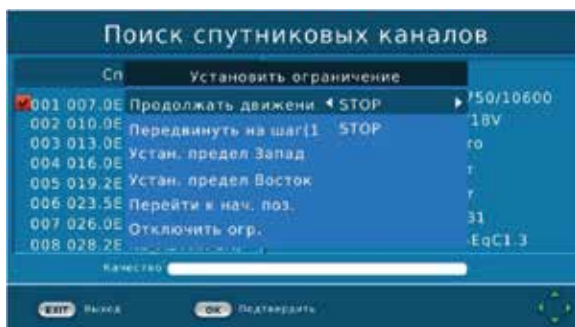 Поиск спутниковых каналов
Сп
Установить ограничение
001 007.0E Продолжать движени STOP 750/10600
002 010.0E Передвинуть на шаг(1 STOP 18V
003 013.0E Устан. предел Запад
004 016.0E
005 019.2E Устан. предел Восток
006 023.5E Перейти к нач. поз.
007 026.0E Отключить огр. 31
008 028.2E EqC1.3
Качество
EXIT Выход OK Подтвердить